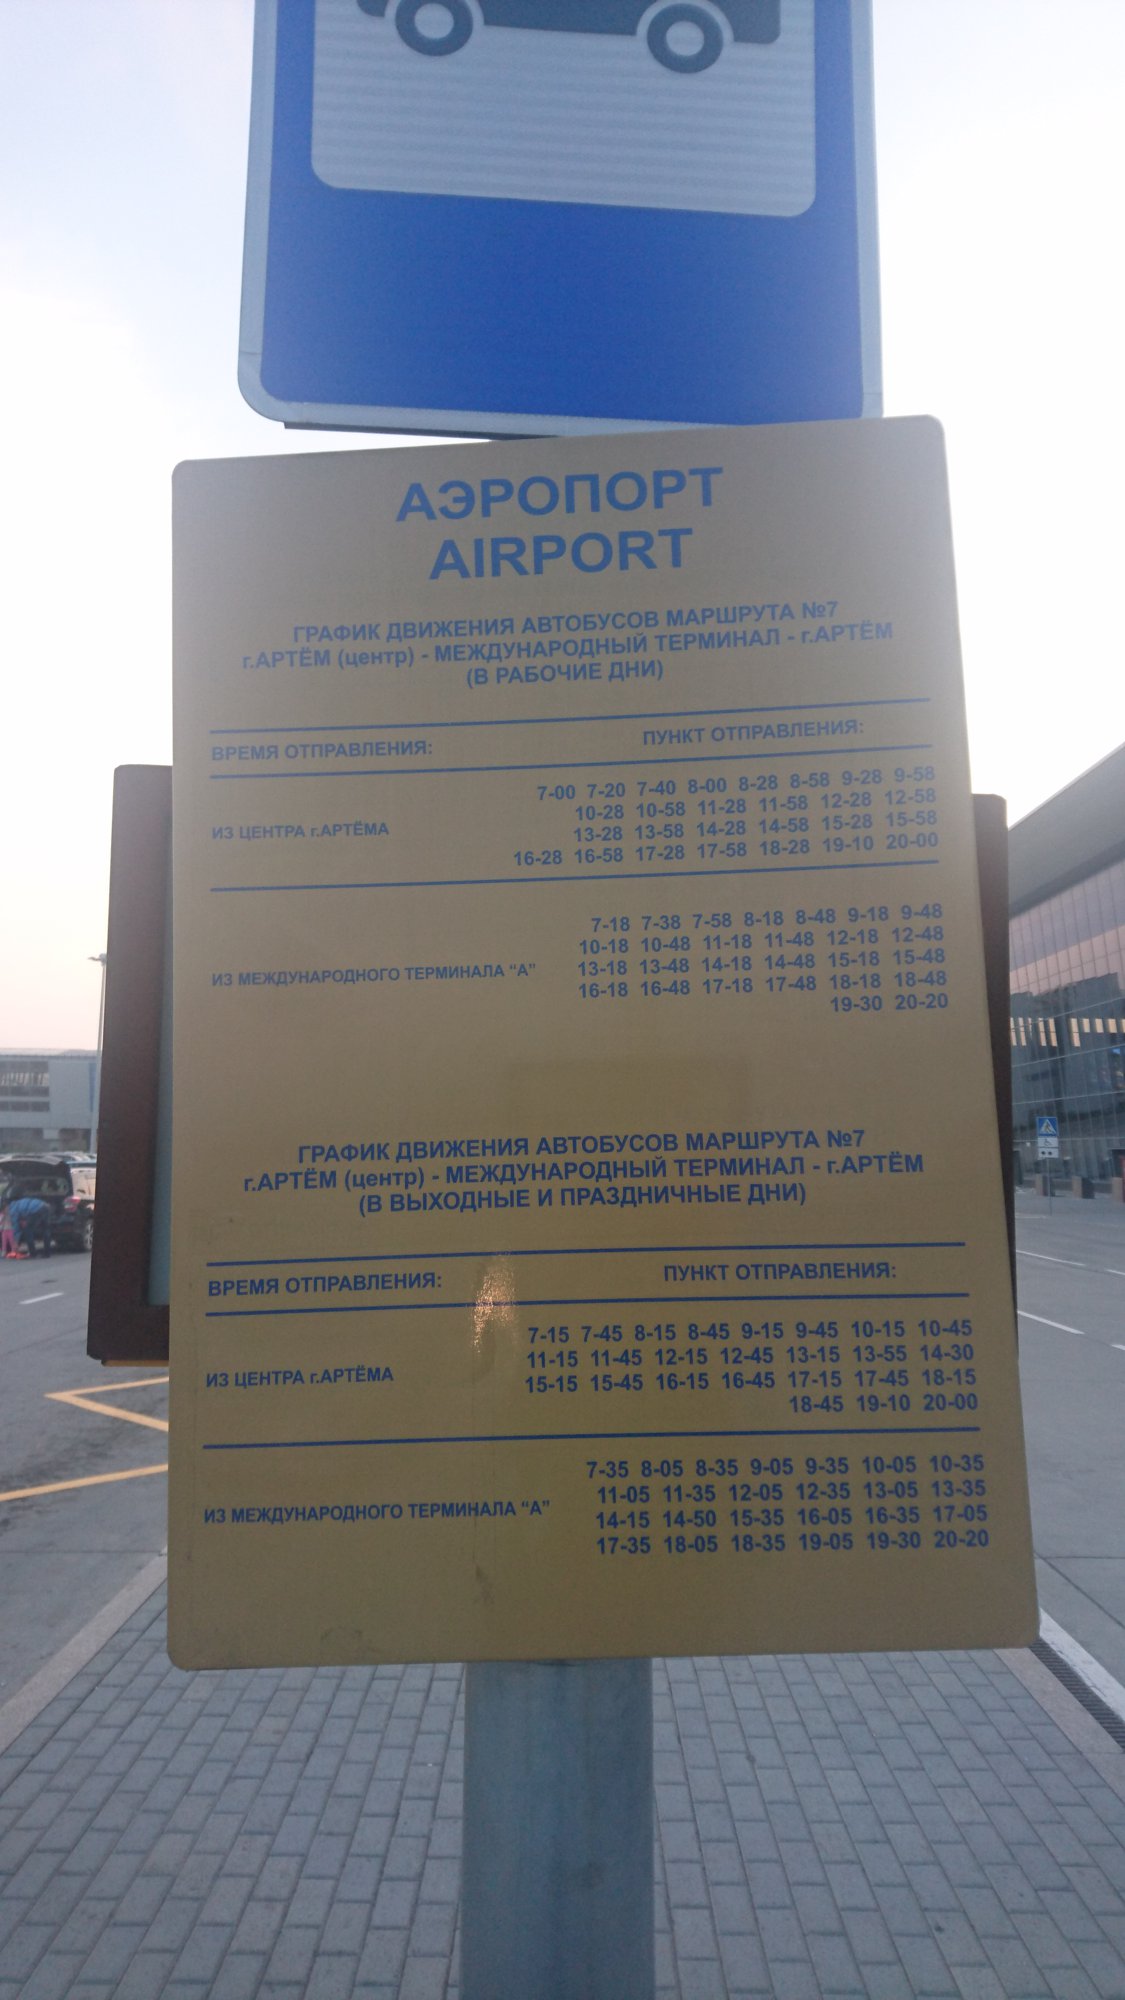 АЭРОПОРТ
AIRPORT
ГРАФИК ДВИЖЕНИЯ АВТОБУСОВ МАРШРУТА №7
г.АРТЁМ (центр) - МЕЖДУНАРОДНЫЙ ТЕРМИНАЛ - г.АРТЁМ
(В РАБОЧИЕ ДНИ)
ВРЕМЯ ОТПРАВЛЕНИЯ: ПУНКТ ОТПРАВЛЕНИЯ:
ИЗ ЦЕНТРА г.АРТЁМА
7-00 7-20 7-40 8-00 8-28 8-58 9-28 9-58
10-28 10-58 11-28 11-58 12-28 12-58
13-28 13-58 14-28 14-58 15-28 15-58
16-28 16-58 17-28 17-58 18-28 19-10 20-00
ИЗ МЕЖДУНАРОДНОГО ТЕРМИНАЛА “А”
7-18 7-38 7-58 8-18 8-48 9-18 9-48
10-18 10-48 11-18 11-48 12-18 12-48
13-18 13-48 14-18 14-48 15-18 15-48
16-18 16-48 17-18 17-48 18-18 18-48
19-30 20-20
ГРАФИК ДВИЖЕНИЯ АВТОБУСОВ МАРШРУТА №7
г.АРТЁМ (центр) - МЕЖДУНАРОДНЫЙ ТЕРМИНАЛ - г.АРТЁМ
(В ВЫХОДНЫЕ И ПРАЗДНИЧНЫЕ ДНИ)
ВРЕМЯ ОТПРАВЛЕНИЯ: ПУНКТ ОТПРАВЛЕНИЯ:
ИЗ ЦЕНТРА г.АРТЁМА
7-15 7-45 8-15 8-45 9-15 9-45 10-15 10-45
11-15 11-45 12-15 12-45 13-15 13-55 14-30
15-15 15-45 16-15 16-45 17-15 17-45 18-15
18-45 19-10 20-00
ИЗ МЕЖДУНАРОДНОГО ТЕРМИНАЛА “А”
7-35 8-05 8-35 9-05 9-35 10-05 10-35
11-05 11-35 12-05 12-35 13-05 13-35
14-15 14-50 15-35 16-05 16-35 17-05
17-35 18-05 18-35 19-05 19-30 20-20